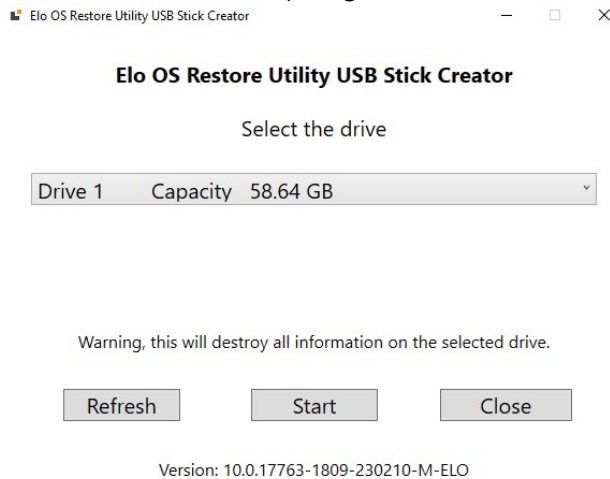 Elo OS Restore Utility USB Stick Creator
Elo OS Restore Utility USB Stick Creator
Select the drive
Drive 1 Capacity 58.64 GB
Warning, this will destroy all information on the selected drive.
Refresh Start Close
Version: 10.0.17763-1809-230210-M-ELO